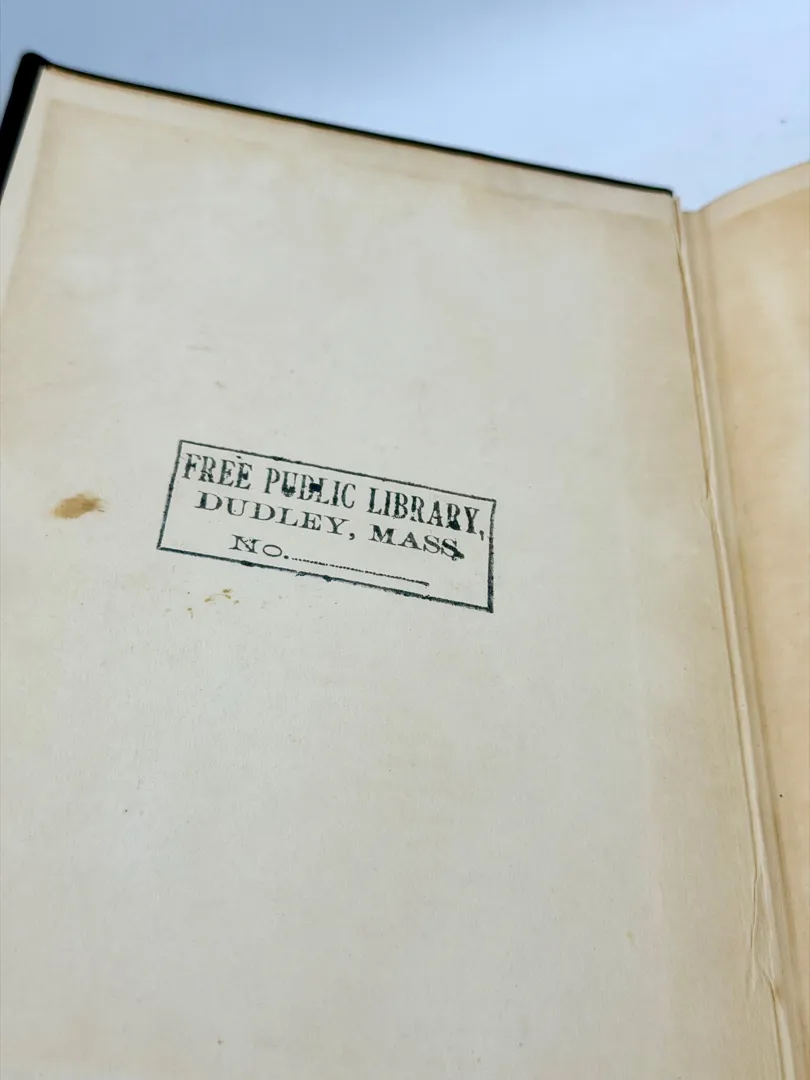 FREE PUBLIC LIBRARY,
DUDLEY, MASS.
No.